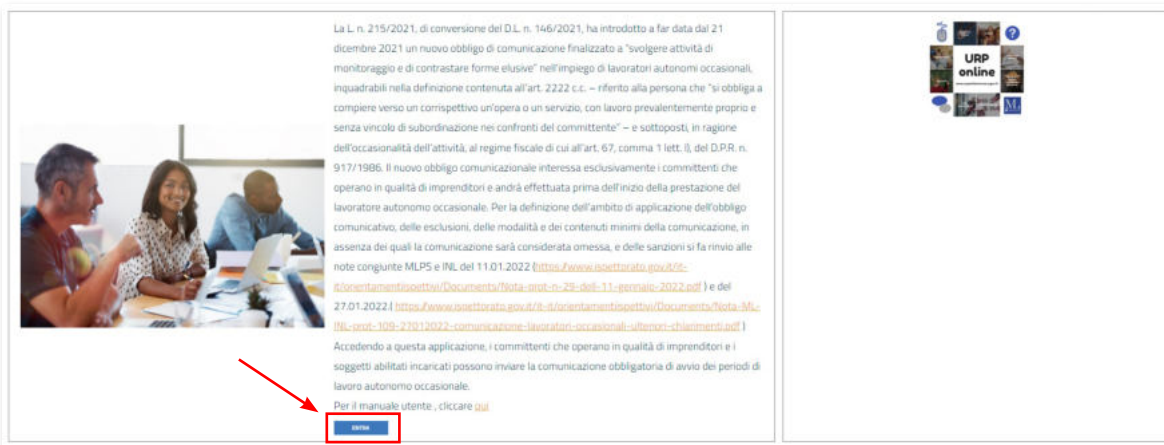 La L. n. 215/2021, di conversione del D.L. n. 146/2021, ha introdotto a far data dal 21
dicembre 2021 un nuovo obbligo di comunicazione finalizzato a "svolgere attività di
monitoraggio e di contrastare forme elusive" nell'impiego di lavoratori autonomi occasionali,
inquadrabili nella definizione contenuta all'art. 2222 c.c. – riferito alla persona che "si obbliga a
compiere verso un corrispettivo un'opera o un servizio, con lavoro prevalentemente proprio e
senza vincolo di subordinazione nei confronti del committente" – e sottoposti, in ragione
dell'occasionalità dell'attività, al regime fiscale di cui all'art. 67, comma 1 lett. l), del D.P.R. n.
917/1986. Il nuovo obbligo comunicazionale interessa esclusivamente i committenti che
operano in qualità di imprenditori e andrà effettuata prima dell'inizio della prestazione del
lavoratore autonomo occasionale. Per la definizione dell'ambito di applicazione dell'obbligo
comunicativo, delle esclusioni, delle modalità e dei contenuti minimi della comunicazione, in
assenza dei quali la comunicazione sarà considerata omessa, e delle sanzioni si fa rinvio alle
note congiunte MLPS e INL del 11.01.2022 (https://www.ispettorato.gov.it/it-
it/orientamentiispettivi/Documents/Nota-prot-n-29-dell-11-gennaio-2022.pdf ) e del
27.01.2022.( https://www.ispettorato.gov.it/it-it/orientamentiispettivi/Documents/Nota-ML-
INL-prot-109-27012022-comunicazione-lavoratori-occasionali-ulteriori-chiarimenti.pdf )
Accedendo a questa applicazione, i committenti che operano in qualità di imprenditori e i
soggetti abilitati incaricati possono inviare la comunicazione obbligatoria di avvio dei periodi di
lavoro autonomo occasionale.
Per il manuale utente , cliccare qui
ENTRA
URP
online